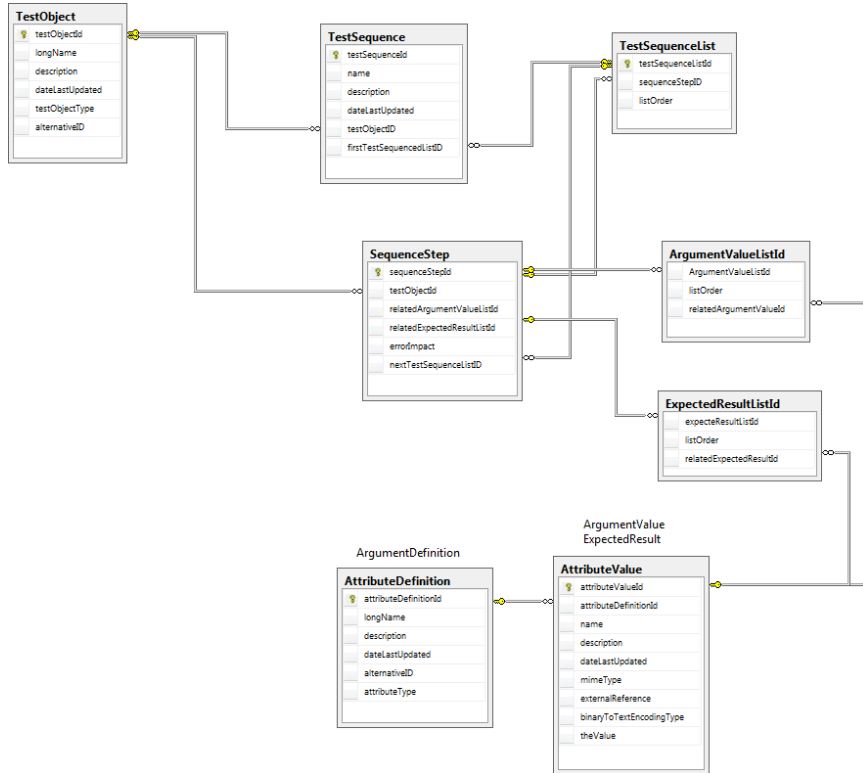 TestObject
testObjectId
longName
description
dateLastUpdated
testObjectType
alternativeID
TestSequence
testSequenceId
name
description
dateLastUpdated
testObjectID
firstTestSequencedListID
TestSequenceList
testSequenceListId
sequenceStepID
listOrder
SequenceStep
sequenceStepId
testObjectId
relatedArgumentValueListId
relatedExpectedResultListId
errorImpact
nextTestSequenceListID
ArgumentValueListId
ArgumentValueListId
listOrder
relatedArgumentValueId
ExpectedResultListId
expecteResultListId
listOrder
relatedExpectedResultId
ArgumentDefinition
AttributeDefinition
attributeDefinitionId
longName
description
dateLastUpdated
alternativeID
attributeType
ArgumentValue
ExpectedResult
AttributeValue
attributeValueId
attributeDefinitionId
name
description
dateLastUpdated
mimeType
externalReference
binaryToTextEncodingType
theValue